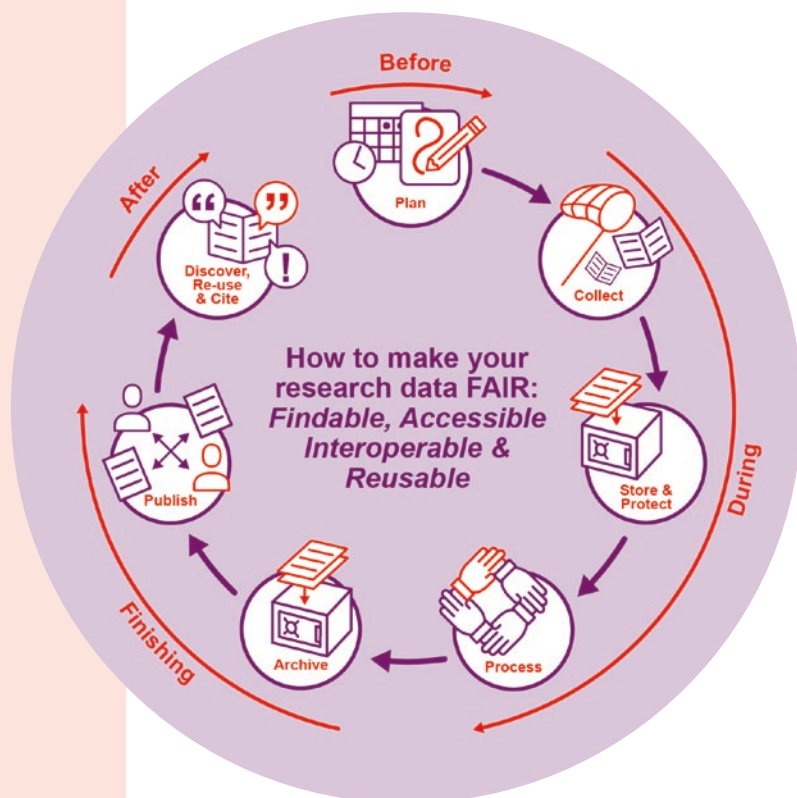 Before
Plan
Collect
Store &
Protect
During
Process
Archive
Finishing
Publish
Discover,
Re-use
& Cite
After
How to make your
research data FAIR:
Findable, Accessible
Interoperable &
Reusable